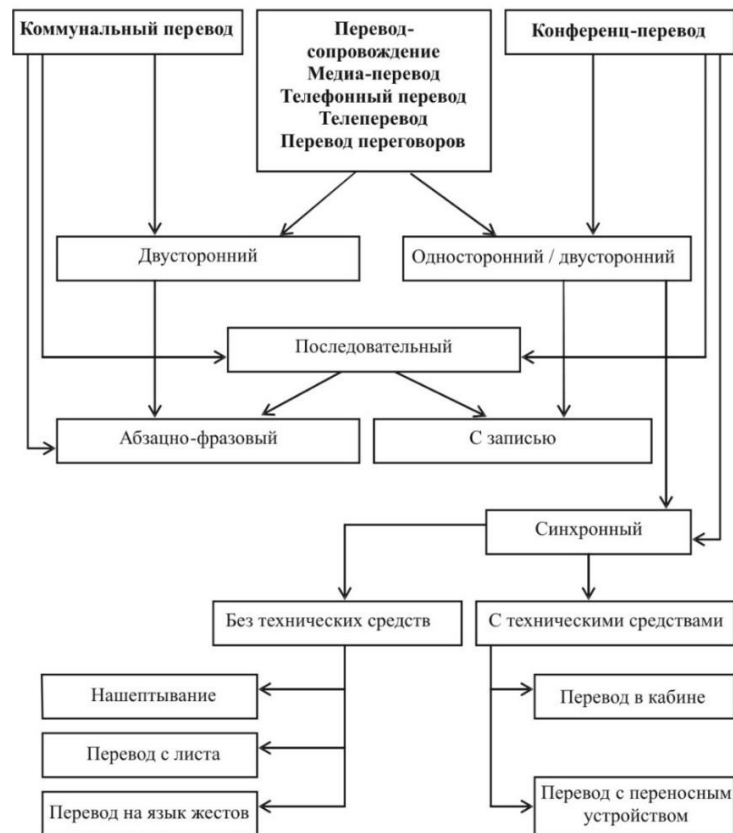 Коммунальный перевод
Перевод-
сопровождение
Медиа-перевод
Телефонный перевод
Телеперевод
Перевод переговоров
Конференц-перевод
Двусторонний
Односторонний / двусторонний
Последовательный
Абзацно-фразовый
С записью
Синхронный
Без технических средств
С техническими средствами
Нашептывание
Перевод в кабине
Перевод с листа
Перевод на язык жестов
Перевод с переносным
устройством